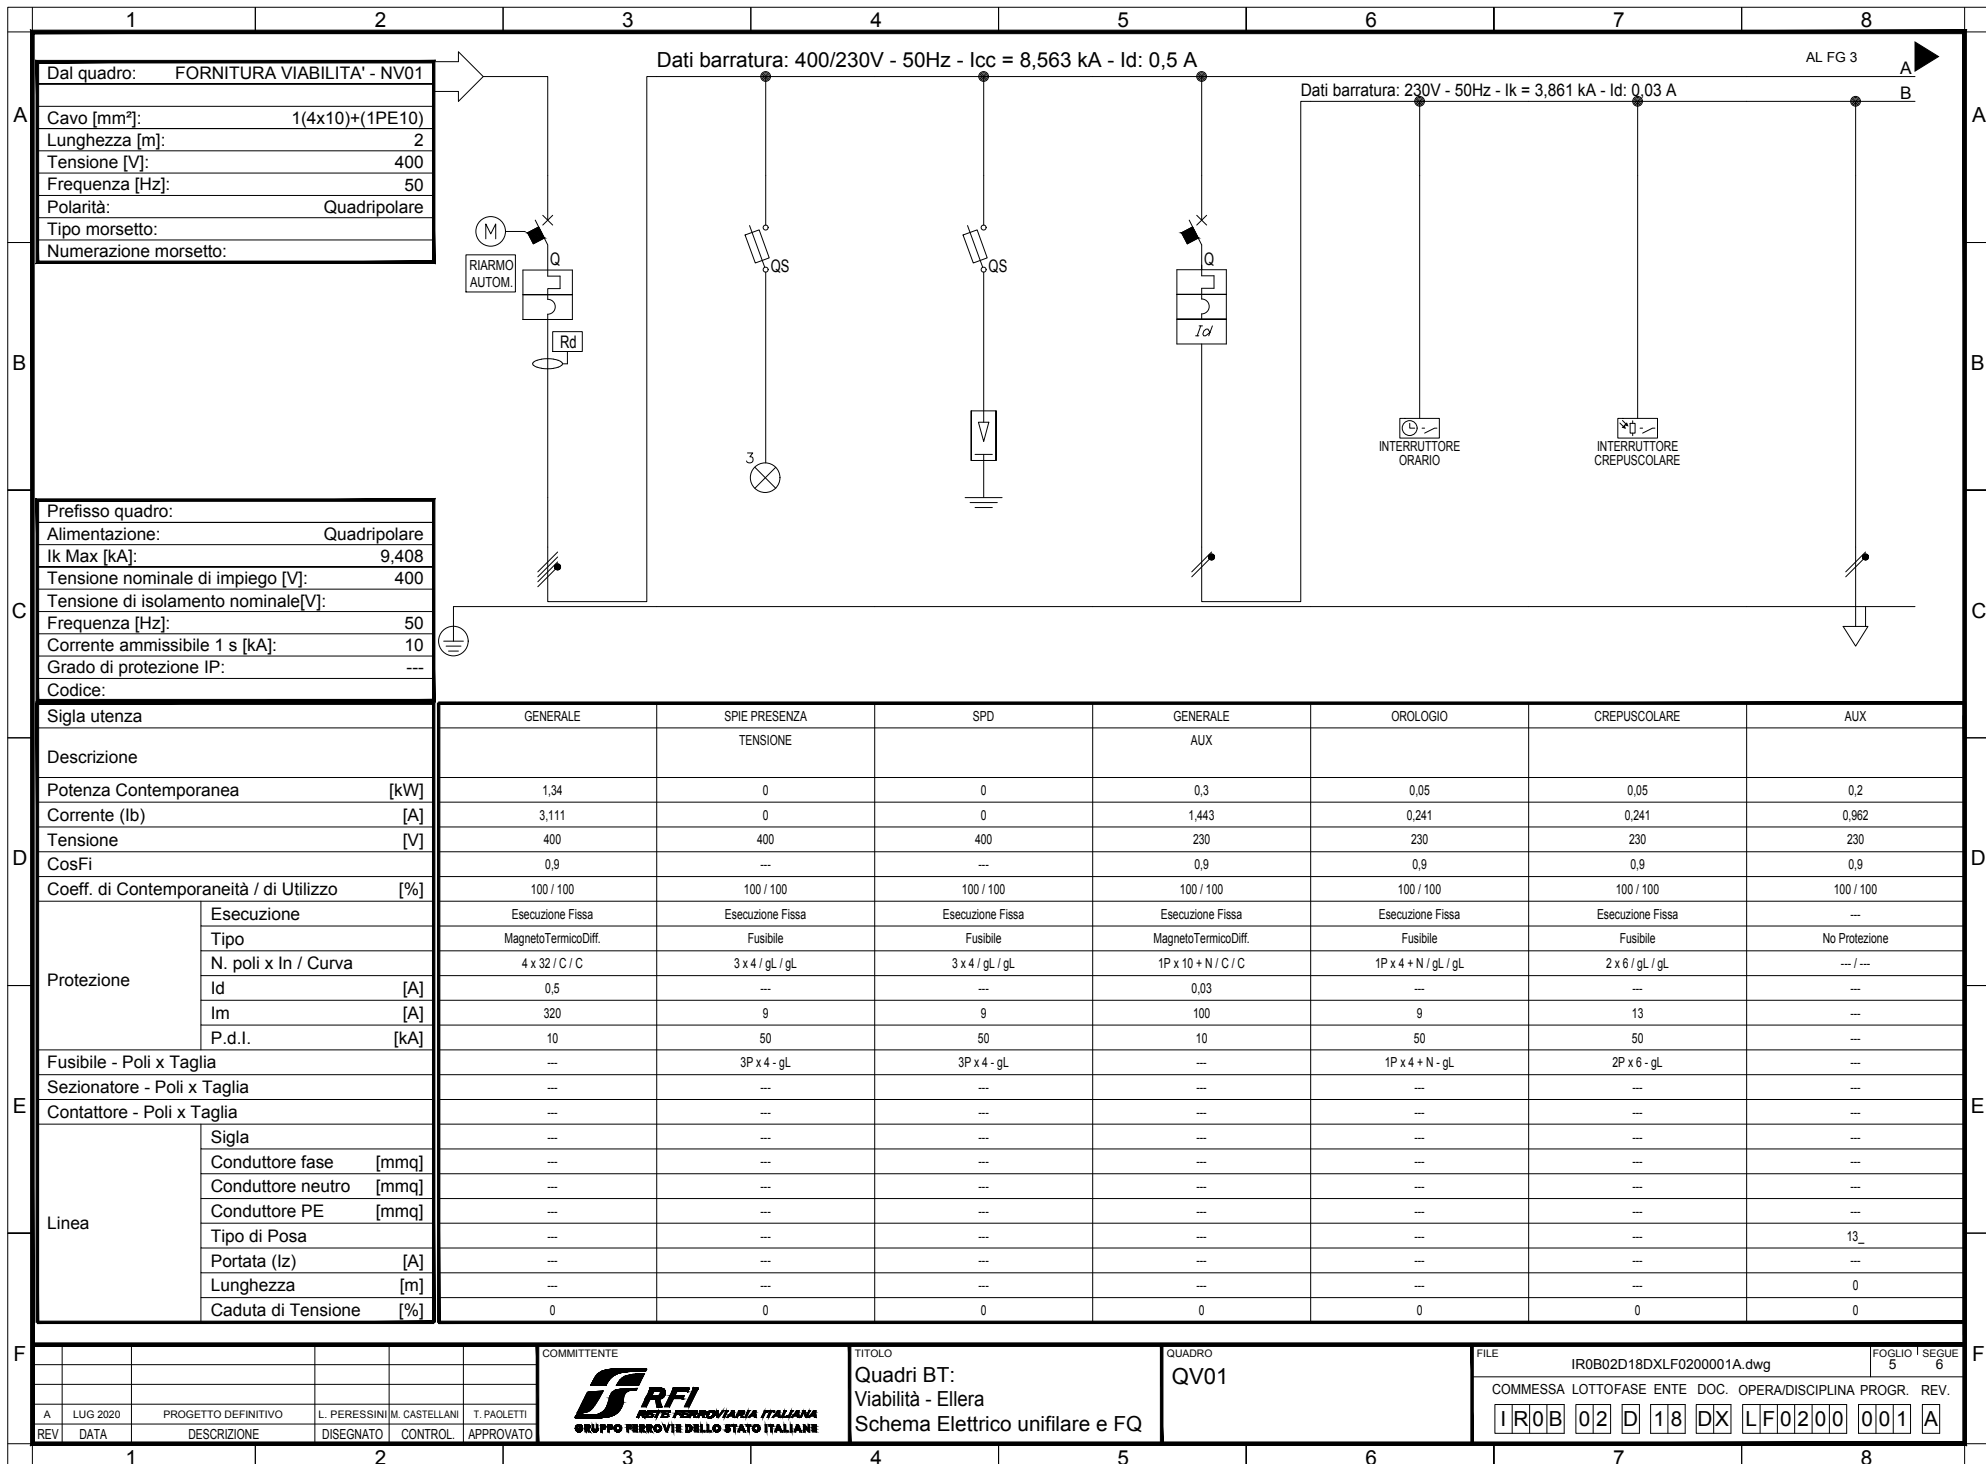 1 2 3 4 5 6 7 8
Dati barratura: 400/230V - 50Hz - Icc = 8,563 kA - Id: 0,5 A
AL FG 3
A
Dati barratura: 230V - 50Hz - Ik = 3,861 kA - Id: 0,03 A
B
Dal quadro: FORNITURA VIABILITA' - NV01
Cavo [mm²]: 1(4x10)+(1PE10)
Lunghezza [m]: 2
Tensione [V]: 400
Frequenza [Hz]: 50
Polarità: Quadripolare
Tipo morsetto:
Numerazione morsetto:
A A
M
RIARMO
AUTOM.
Q
Rd
QS
3
QS
Q
Id
INTERRUTTORE
ORARIO
INTERRUTTORE
CREPUSCOLARE
B B
Prefisso quadro:
Alimentazione: Quadripolare
Ik Max [kA]: 9,408
Tensione nominale di impiego [V]: 400
Tensione di isolamento nominale[V]:
Frequenza [Hz]: 50
Corrente ammissibile 1 s [kA]: 10
Grado di protezione IP: ---
Codice:
C C
Sigla utenza GENERALE SPIE PRESENZA SPD GENERALE OROLOGIO CREPUSCOLARE AUX
Descrizione TENSIONE AUX
Potenza Contemporanea [kW] 1,34 0 0 0,3 0,05 0,05 0,2
Corrente (Ib) [A] 3,111 0 0 1,443 0,241 0,241 0,962
Tensione [V] 400 400 400 230 230 230 230
CosFi 0,9 --- --- 0,9 0,9 0,9 0,9
D D
Coeff. di Contemporaneità / di Utilizzo [%] 100 / 100 100 / 100 100 / 100 100 / 100 100 / 100 100 / 100 100 / 100
Protezione
Esecuzione Esecuzione Fissa Esecuzione Fissa Esecuzione Fissa Esecuzione Fissa Esecuzione Fissa Esecuzione Fissa ---
Tipo MagnetoTermicoDiff. Fusibile Fusibile MagnetoTermicoDiff. Fusibile Fusibile No Protezione
N. poli x In / Curva 4 x 32 / C / C 3 x 4 / gL / gL 3 x 4 / gL / gL 1P x 10 + N / C / C 1P x 4 + N / gL / gL 2 x 6 / gL / gL --- / ---
Id [A] 0,5 --- --- 0,03 --- --- ---
Im [A] 320 9 9 100 9 13 ---
P.d.I. [kA] 10 50 50 10 50 50 ---
Fusibile - Poli x Taglia --- 3P x 4 - gL 3P x 4 - gL --- 1P x 4 + N - gL 2P x 6 - gL ---
Sezionatore - Poli x Taglia --- --- --- --- --- --- ---
Contattore - Poli x Taglia --- --- --- --- --- --- ---
E E
Linea
Sigla --- --- --- --- --- --- ---
Conduttore fase [mmq] --- --- --- --- --- --- ---
Conduttore neutro [mmq] --- --- --- --- --- --- ---
Conduttore PE [mmq] --- --- --- --- --- --- ---
Tipo di Posa --- --- --- --- --- --- 13_
Portata (Iz) [A] --- --- --- --- --- --- ---
Lunghezza [m] --- --- --- --- --- --- 0
Caduta di Tensione [%] 0 0 0 0 0 0 0
F F
A LUG 2020 PROGETTO DEFINITIVO L. PERESSINI M. CASTELLANI T. PAOLETTI
REV DATA DESCRIZIONE DISEGNATO CONTROL. APPROVATO
COMMITTENTE
RFI
RETE FERROVIARIA ITALIANA
GRUPPO FERROVIE DELLO STATO ITALIANE
TITOLO
Quadri BT:
Viabilità - Ellera
Schema Elettrico unifilare e FQ
QUADRO
QV01
FILE
IR0B02D18DXLF0200001A.dwg
FOGLIO SEGUE
5 6
COMMESSA LOTTO FASE ENTE DOC. OPERA/DISCIPLINA PROGR. REV.
IR0B 02 D 18 DX LF0200 001 A
1 2 3 4 5 6 7 8